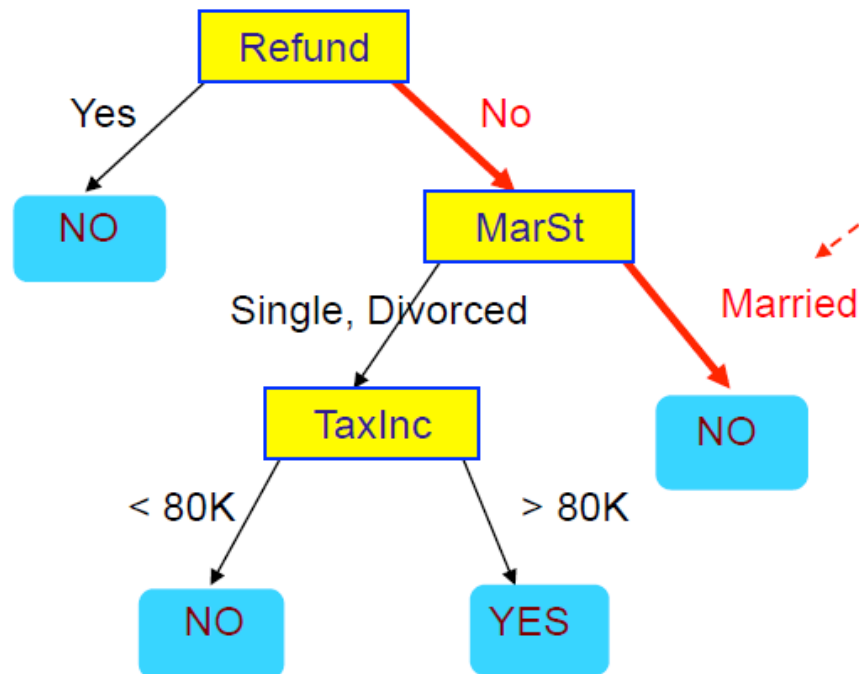 Refund
Yes
No
NO
MarSt
Single, Divorced
Married
TaxInc
NO
< 80K
> 80K
NO
YES